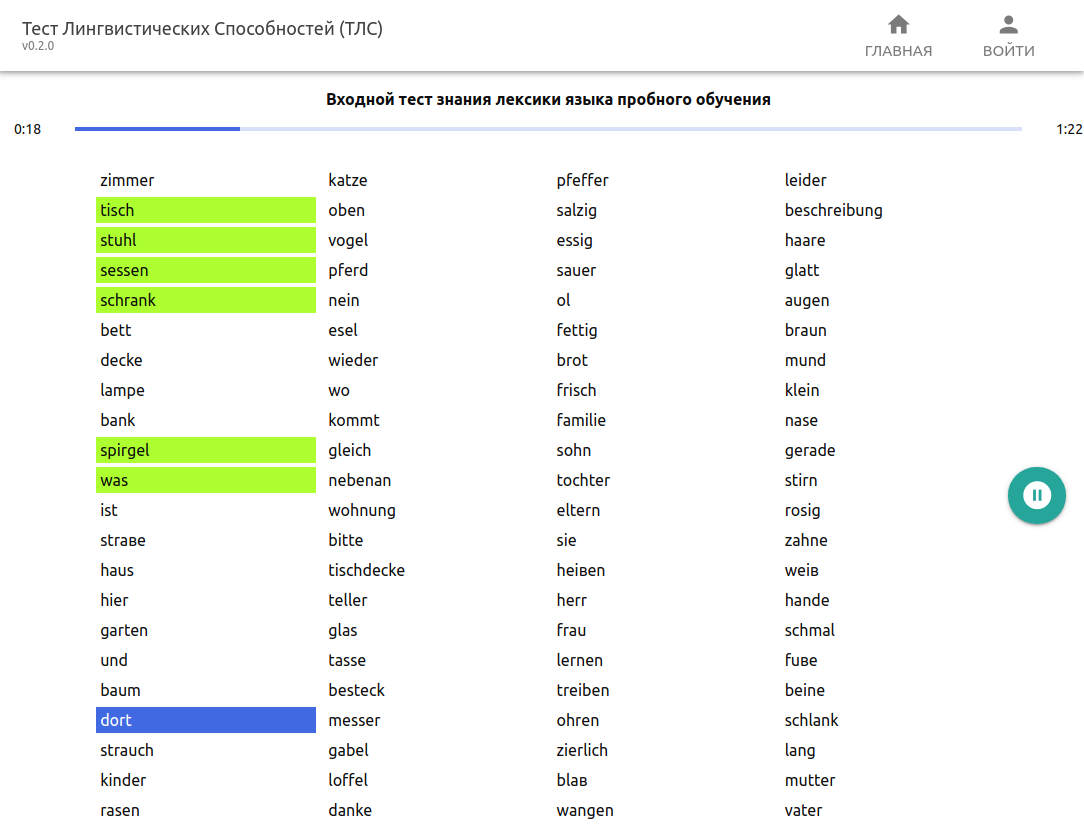 Тест Лингвистических Способностей (ТЛС)
v0.2.0
ГЛАВНАЯ
ВОЙТИ
Входной тест знания лексики языка пробного обучения
0:18
1:22
zimmer
tisch
stuhl
sessen
schrank
bett
decke
lampe
bank
spirgel
was
ist
straвe
haus
hier
garten
und
baum
dort
strauch
kinder
rasen
katze
oben
vogel
pferd
nein
esel
wieder
wo
kommt
gleich
nebenan
wohnung
bitte
tischdecke
teller
glas
tasse
besteck
messer
gabel
loffel
danke
pfeffer
salzig
essig
sauer
ol
fettig
brot
frisch
familie
sohn
tochter
eltern
sie
heiвen
herr
frau
lernen
treiben
ohren
zierlich
blaв
wangen
leider
beschreibung
haare
glatt
augen
braun
mund
klein
nase
gerade
stirn
rosig
zahne
weiв
hande
schmal
fuвe
beine
schlank
lang
mutter
vater